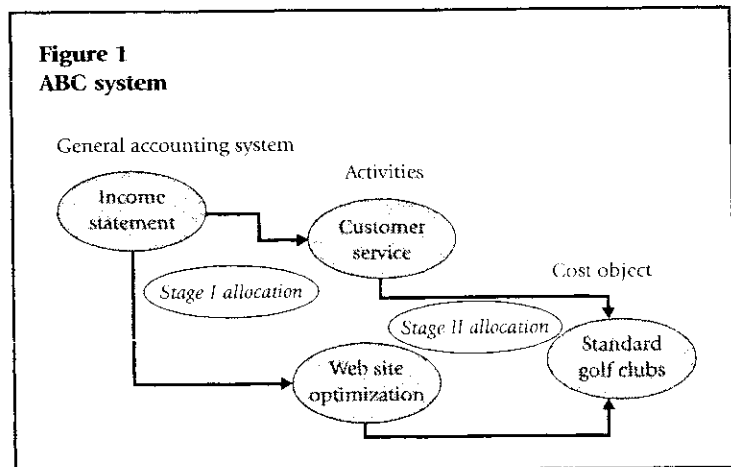 Figure 1
ABC system
General accounting system
Activities
Income
statement
Customer
service
Cost object
Stage I allocation
Stage II allocation
Standard
golf clubs
Web site
optimization